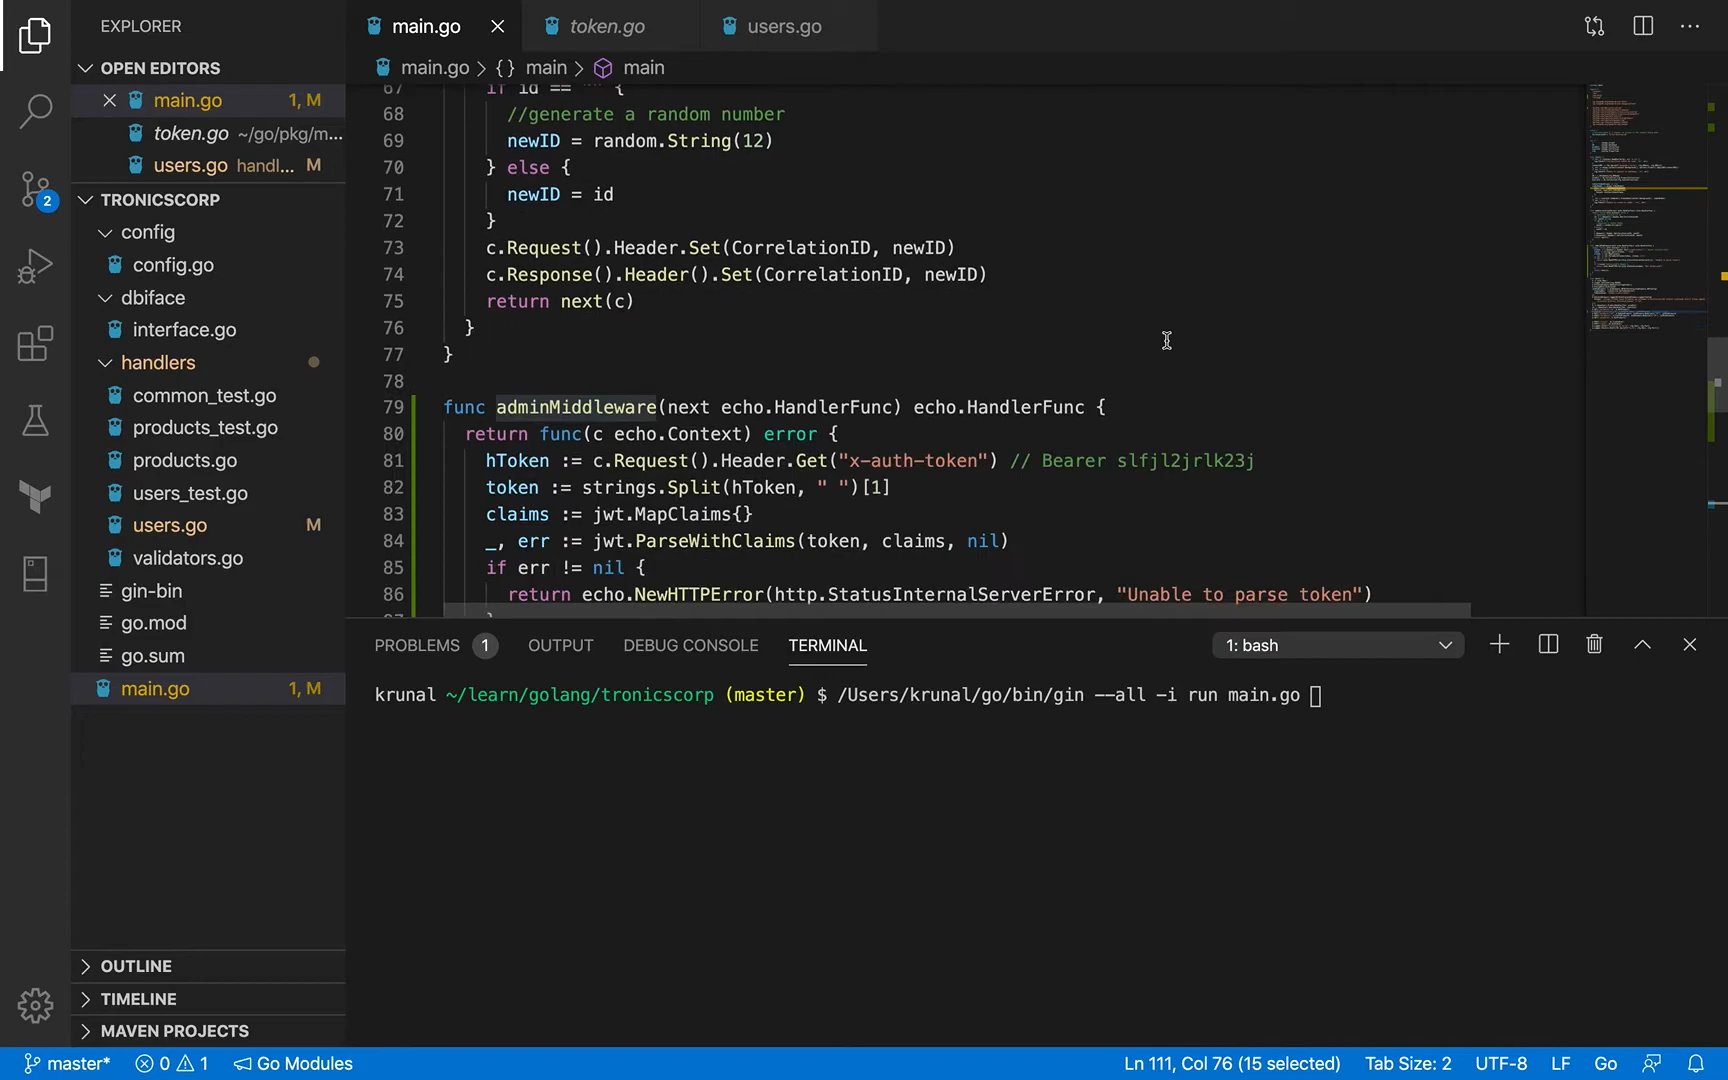 EXPLORER
OPEN EDITORS
main.go 1, M
token.go ~/go/pkg/m...
users.go handl... M
TRONICSCORP
config
config.go
dbiface
interface.go
handlers
common_test.go
products_test.go
products.go
users_test.go
users.go M
validators.go
gin-bin
go.mod
go.sum
main.go 1, M
OUTLINE
TIMELINE
MAVEN PROJECTS
2
main.go
token.go
users.go
main.go > {} main > main
67 if id == "" {
68 //generate a random number
69 newID = random.String(12)
70 } else {
71 newID = id
72 }
73 c.Request().Header.Set(CorrelationID, newID)
74 c.Response().Header().Set(CorrelationID, newID)
75 return next(c)
76 }
77 }
78
79 func adminMiddleware(next echo.HandlerFunc) echo.HandlerFunc {
80 return func(c echo.Context) error {
81 hToken := c.Request().Header.Get("x-auth-token") // Bearer slfjl2jrlk23j
82 token := strings.Split(hToken, " ")[1]
83 claims := jwt.MapClaims{}
84 _, err := jwt.ParseWithClaims(token, claims, nil)
85 if err != nil {
86 return echo.NewHTTPError(http.StatusInternalServerError, "Unable to parse token")
PROBLEMS 1 OUTPUT DEBUG CONSOLE TERMINAL 1: bash
krunal ~/learn/golang/tronicscorp (master) $ /Users/krunal/go/bin/gin --all -i run main.go
master* 0 1 Go Modules Ln 111, Col 76 (15 selected) Tab Size: 2 UTF-8 LF Go